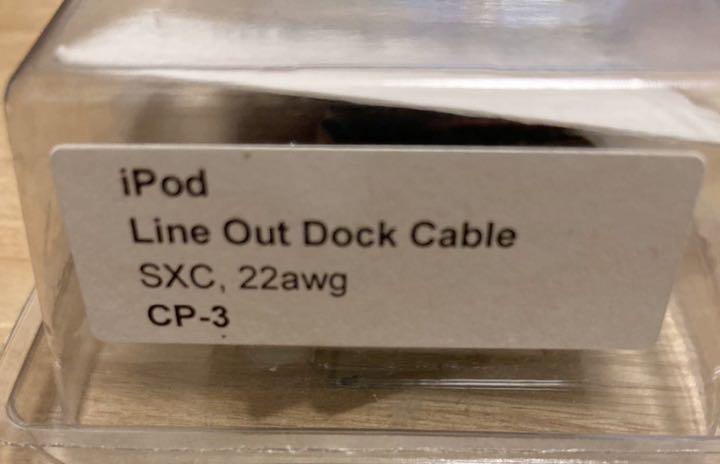 iPod
Line Out Dock Cable
SXC, 22awg
CP-3